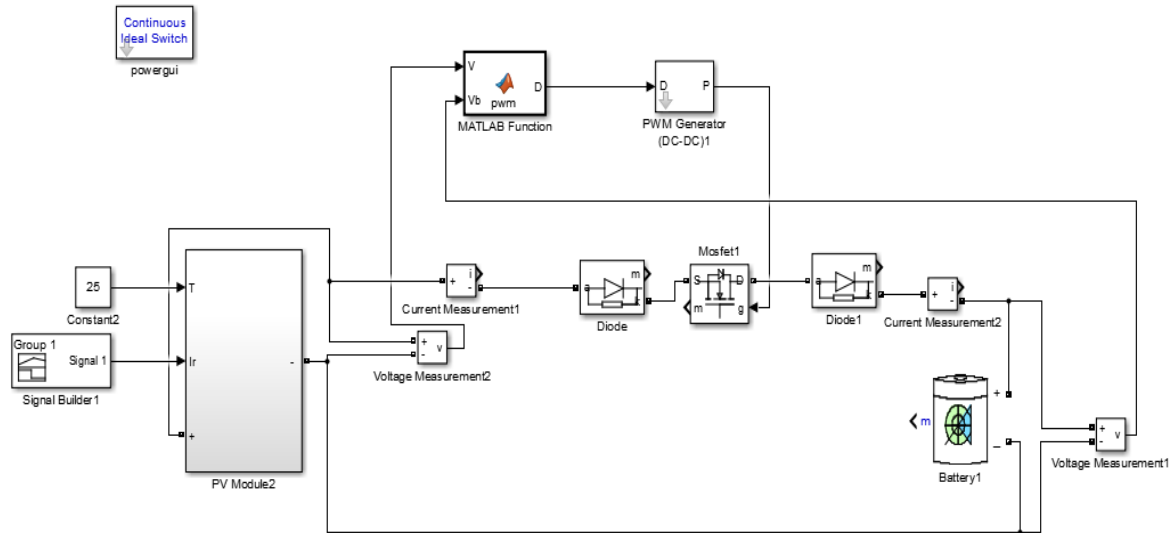 Continuous
Ideal Switch
powergui
V
Vb
pwm
D
MATLAB Function
D
P
PWM Generator
(DC-DC)1
25
Constant2
Group 1
Signal 1
Signal Builder1
T
Ir
+
-
PV Module2
+
i
-
Current Measurement1
+
-
v
Voltage Measurement2
a
m
k
Diode
Mosfet1
S
D
m
g
a
m
k
Diode1
+
i
-
Current Measurement2
m
+
_
Battery1
+
-
v
Voltage Measurement1